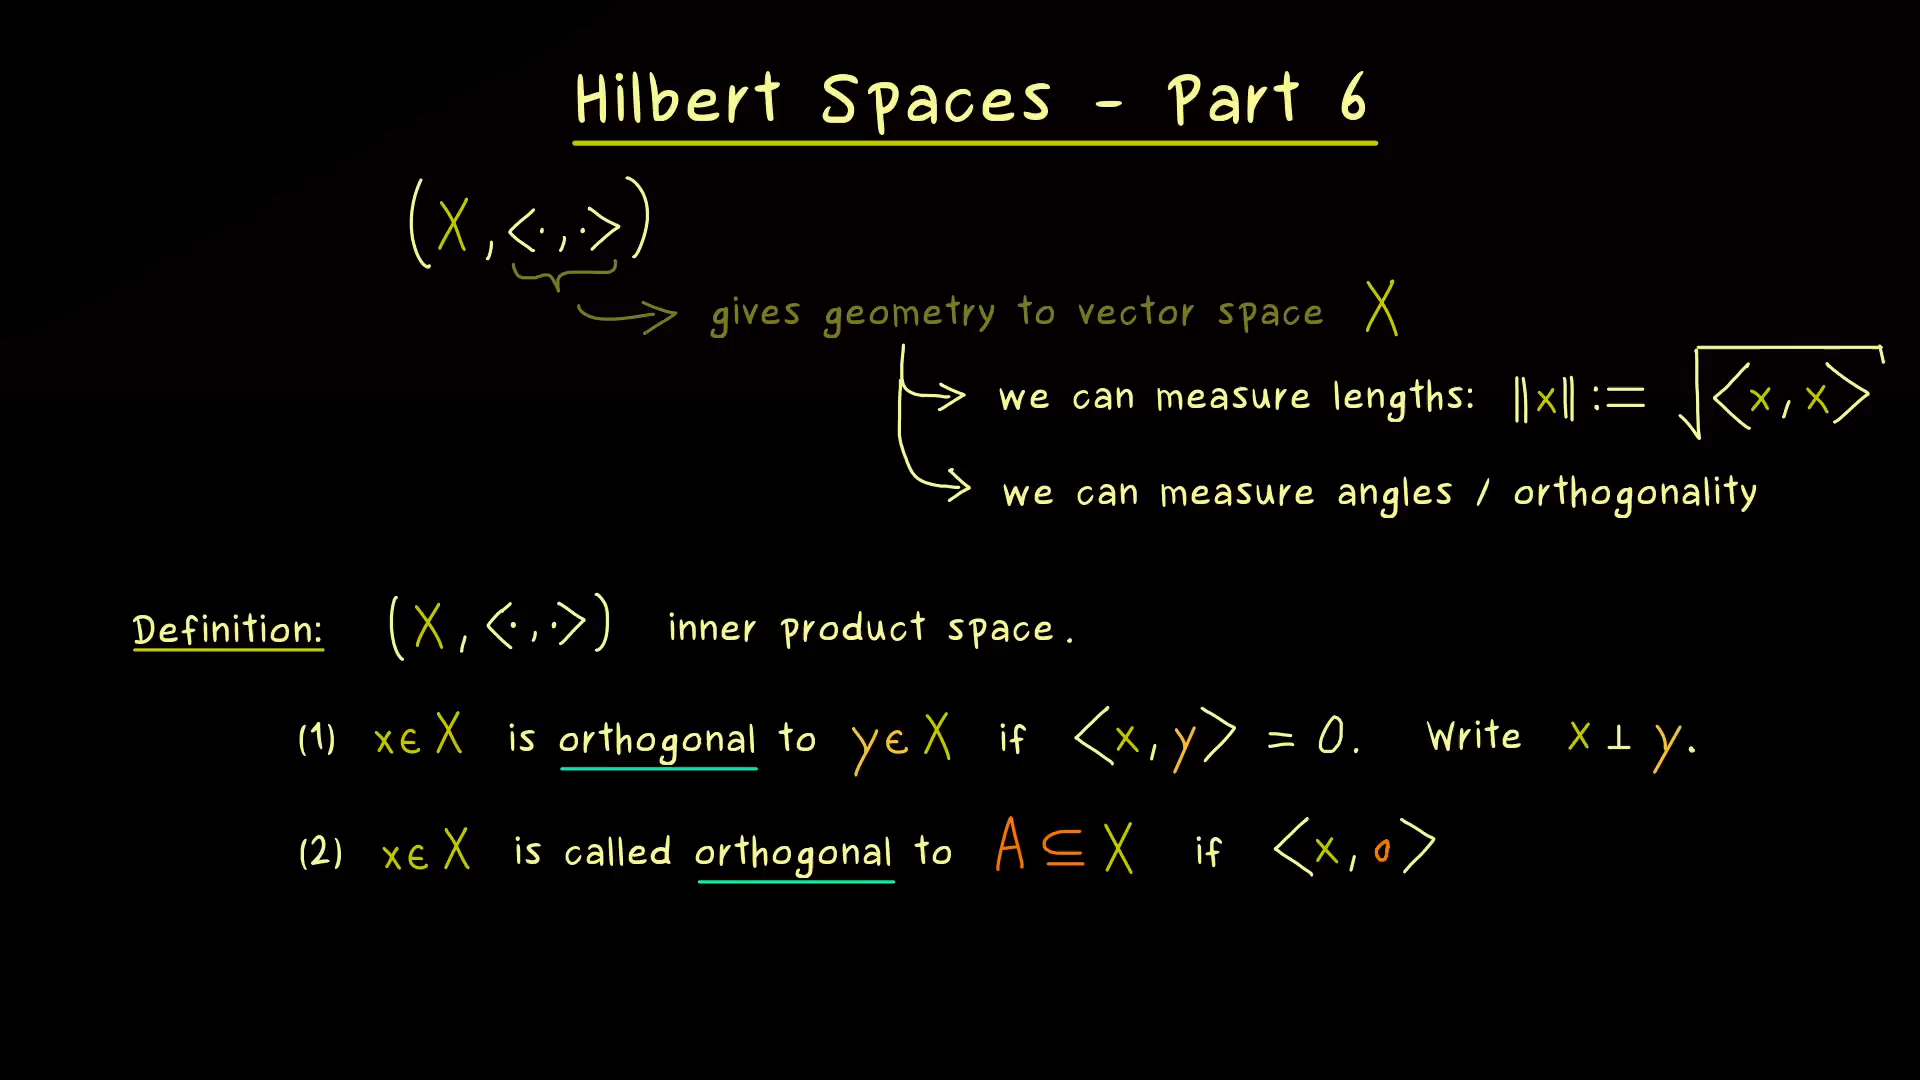 Hilbert Spaces - Part 6
(X, <·,·>)
gives geometry to vector space X
we can measure lengths: ||x|| := √<x, x>
we can measure angles / orthogonality
Definition: (X, <·,·>) inner product space.
(1) x∈X is orthogonal to y∈X if <x, y> = 0. Write x ⊥ y.
(2) x∈X is called orthogonal to A ⊆ X if <x, o>